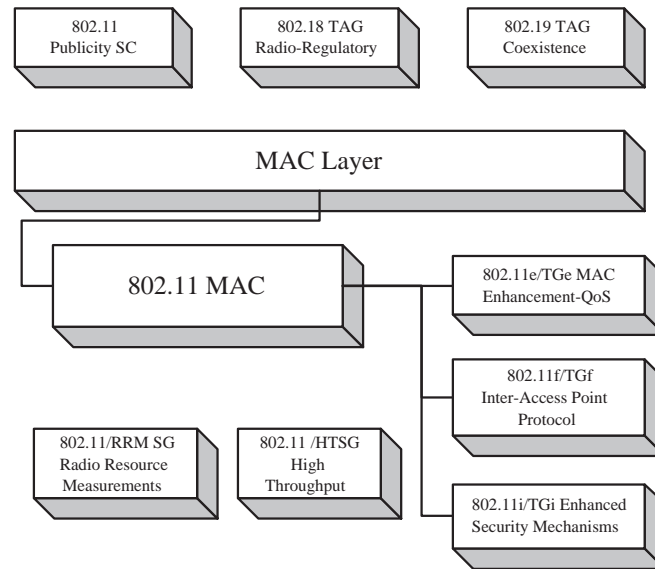 802.11
Publicity SC
802.18 TAG
Radio-Regulatory
802.19 TAG
Coexistence
MAC Layer
802.11 MAC
802.11e/TGe MAC
Enhancement-QoS
802.11f/TGf
Inter-Access Point
Protocol
802.11/RRM SG
Radio Resource
Measurements
802.11 /HTSG
High
Throughput
802.11i/TGi Enhanced
Security Mechanisms